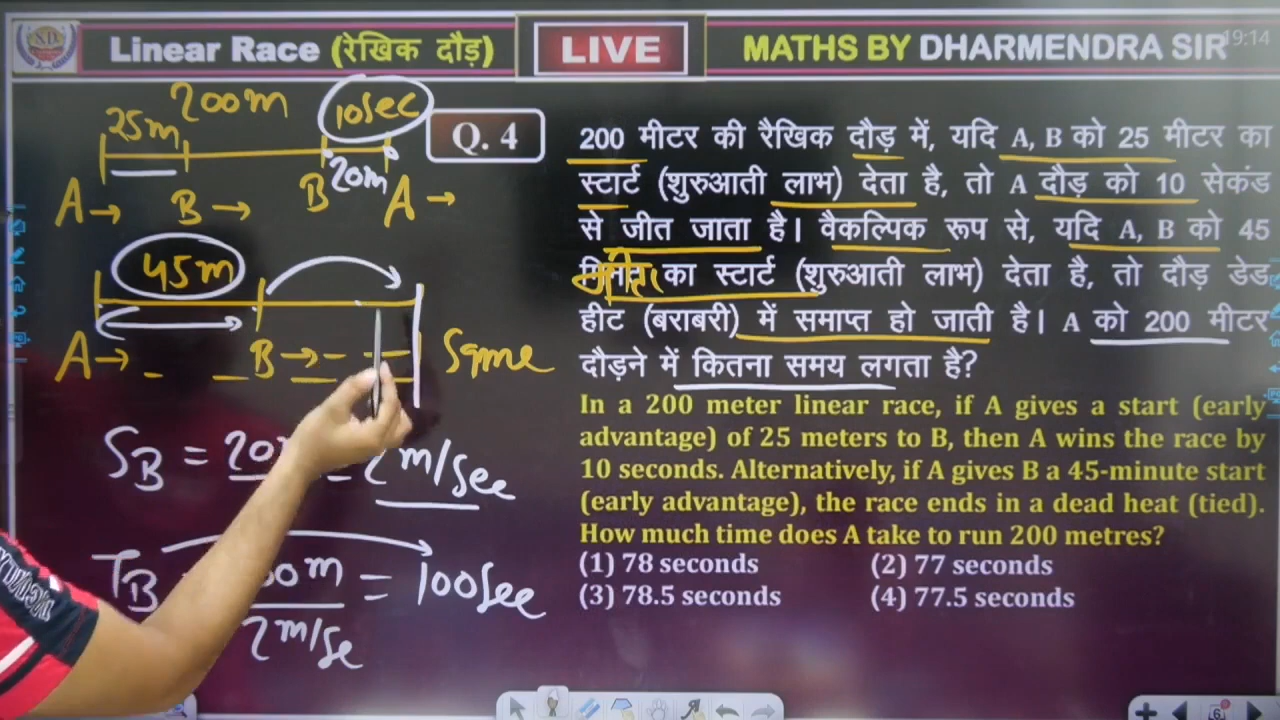 Linear Race (रेखिक दौड़)
LIVE
MATHS BY DHARMENDRA SIR
19:14
200m
25m
10sec
20m
A → B → B A →
Q. 4
200 मीटर की रैखिक दौड़ में, यदि A, B को 25 मीटर का
स्टार्ट (शुरुआती लाभ) देता है, तो A दौड़ को 10 सेकंड
से जीत जाता है। वैकल्पिक रूप से, यदि A, B को 45
का स्टार्ट (शुरुआती लाभ) देता है, तो दौड़ डेड
हीट (बराबरी) में समाप्त हो जाती है। A को 200 मीटर
दौड़ने में कितना समय लगता है?
In a 200 meter linear race, if A gives a start (early
advantage) of 25 meters to B, then A wins the race by
10 seconds. Alternatively, if A gives B a 45-minute start
(early advantage), the race ends in a dead heat (tied).
How much time does A take to run 200 metres?
(1) 78 seconds (2) 77 seconds
(3) 78.5 seconds (4) 77.5 seconds
45m
A → B → Same
S_B = 2 m/sec
T_B = 100sec
2 m/se